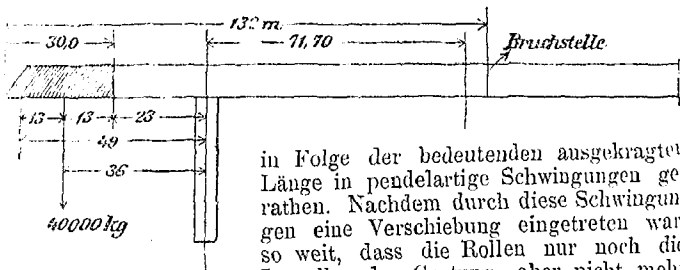 132 m.
30,0
71,70
Bruchstelle
13
13
23
49
36
40000 kg
in Folge der bedeutenden ausgekragten
Länge in pendelartige Schwingungen ge-
rathen. Nachdem durch diese Schwingun-
gen eine Verschiebung eingetreten war
so weit, dass die Rollen nur noch die